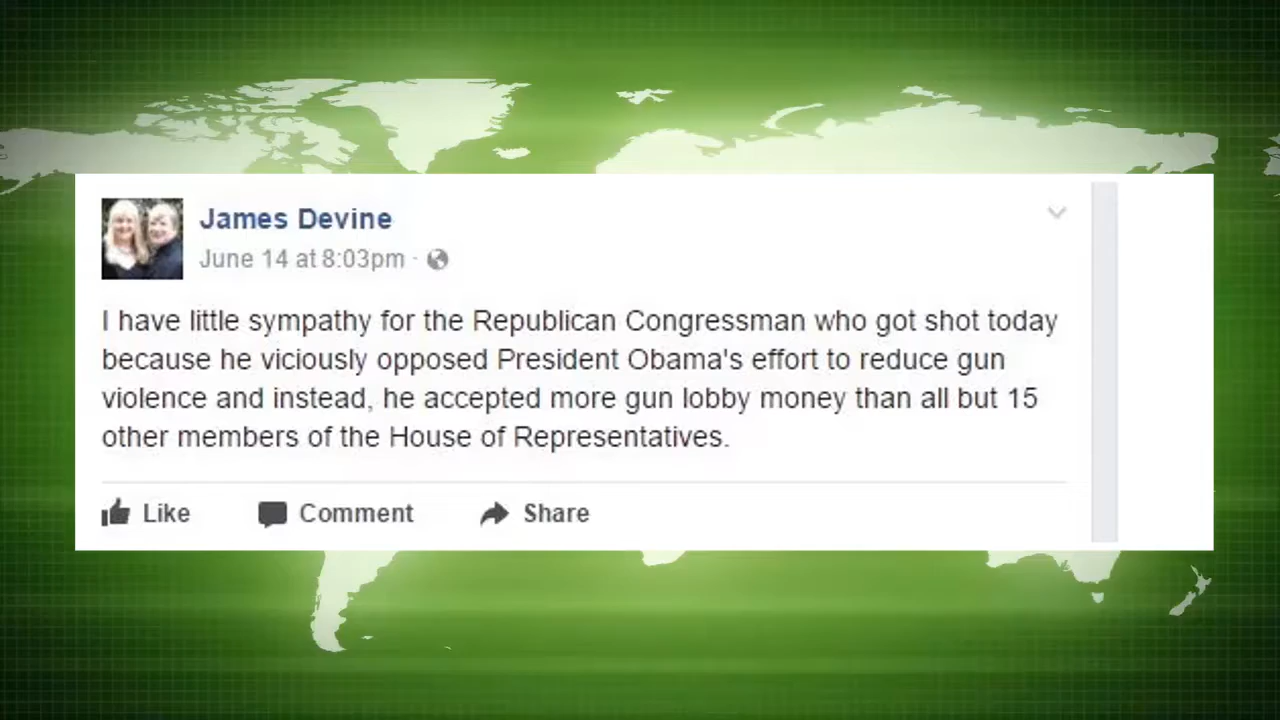 James Devine
June 14 at 8:03pm ·
I have little sympathy for the Republican Congressman who got shot today
because he viciously opposed President Obama's effort to reduce gun
violence and instead, he accepted more gun lobby money than all but 15
other members of the House of Representatives.
Like Comment Share